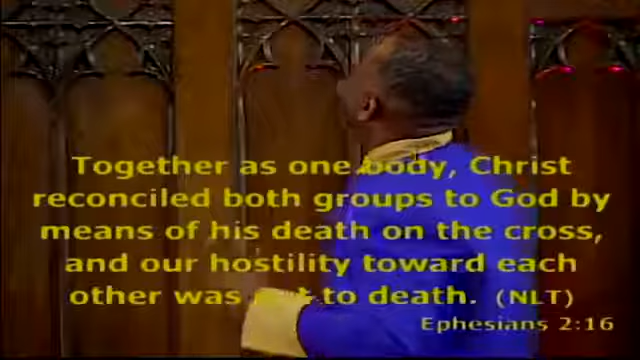 Together as one body, Christ
reconciled both groups to God by
means of his death on the cross,
and our hostility toward each
other was put to death. (NLT)
Ephesians 2:16